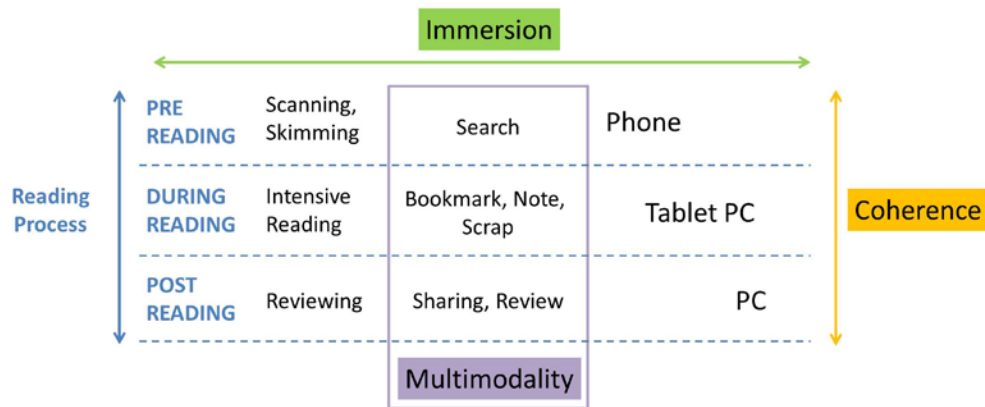 Immersion
PRE
READING
Scanning,
Skimming
Search
Phone
Reading
Process
DURING
READING
Intensive
Reading
Bookmark, Note,
Scrap
Tablet PC
Coherence
POST
READING
Reviewing
Sharing, Review
PC
Multimodality